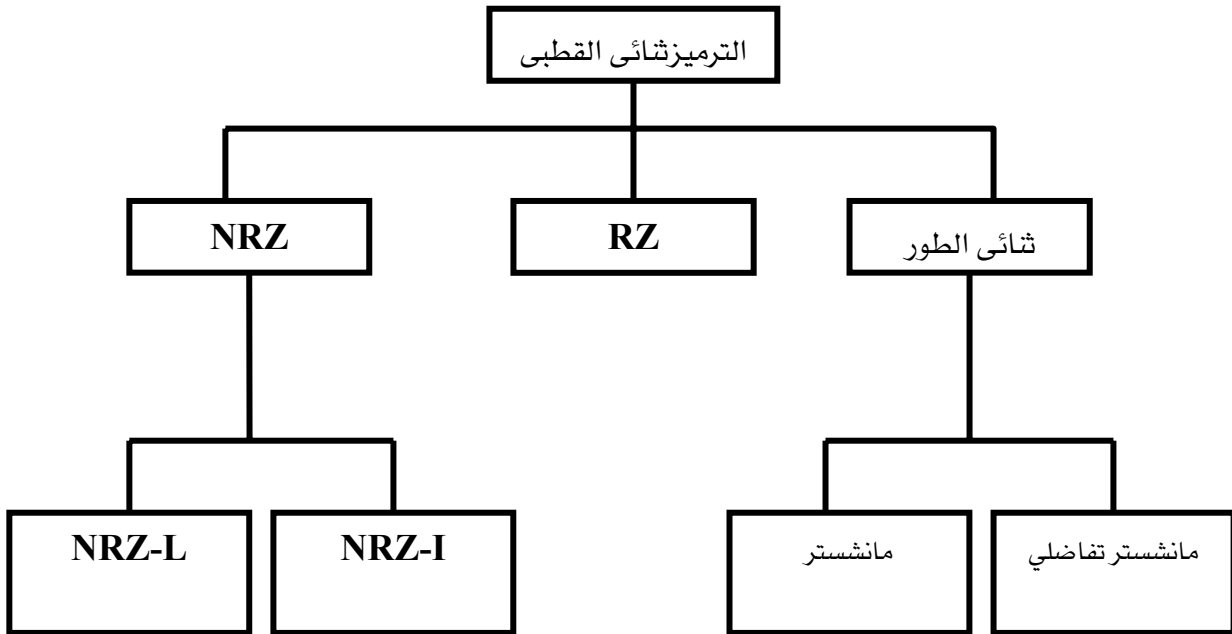 الترميزثنائى القطبى
NRZ
RZ
ثنائى الطور
NRZ-L
NRZ-I
مانشستر
مانشستر تفاضلي